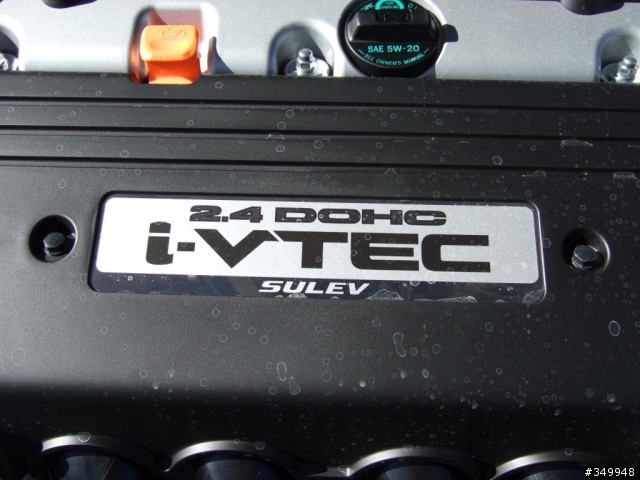 SAE 5W-20
SEE OWNER'S MANUAL
2.4 DOHC
i-VTEC
SULEV
#349948